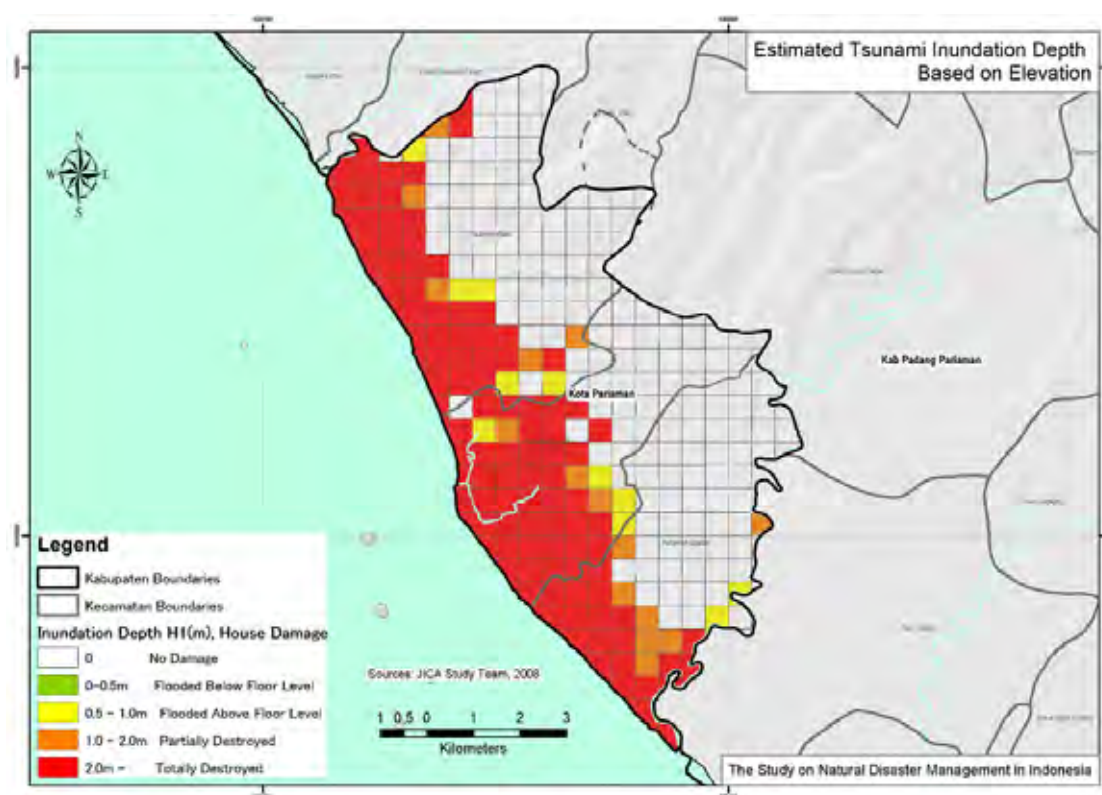 Estimated Tsunami Inundation Depth
Based on Elevation
N
W E
S
Kab Padang Pariaman
Kota Pariaman
Legend
Kabupaten Boundaries
Kecamatan Boundaries
Inundation Depth H1(m), House Damage
0 No Damage
0-0.5m Flooded Below Floor Level
0.5 - 1.0m Flooded Above Floor Level
1.0 - 2.0m Partially Destroyed
2.0m - Totally Destroyed
Sources: JICA Study Team, 2008
1 0.5 0 1 2 3
Kilometers
The Study on Natural Disaster Management in Indonesia